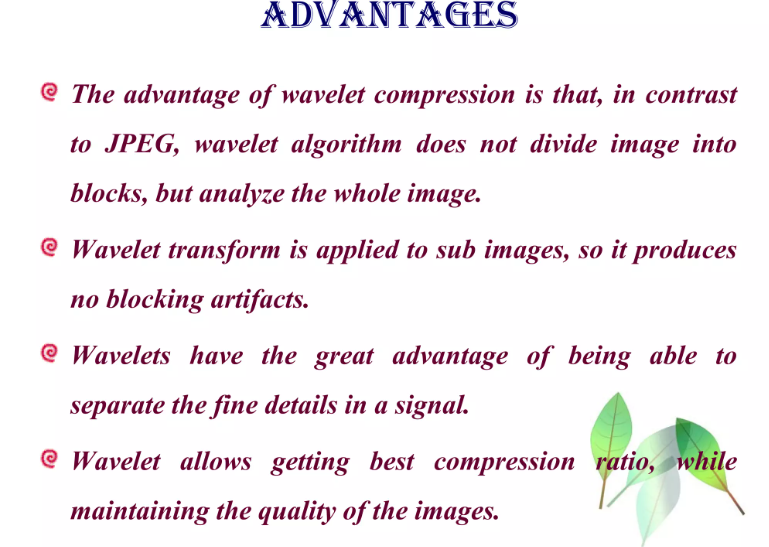 ADVANTAGES
The advantage of wavelet compression is that, in contrast
to JPEG, wavelet algorithm does not divide image into
blocks, but analyze the whole image.
Wavelet transform is applied to sub images, so it produces
no blocking artifacts.
Wavelets have the great advantage of being able to
separate the fine details in a signal.
Wavelet allows getting best compression ratio, while
maintaining the quality of the images.